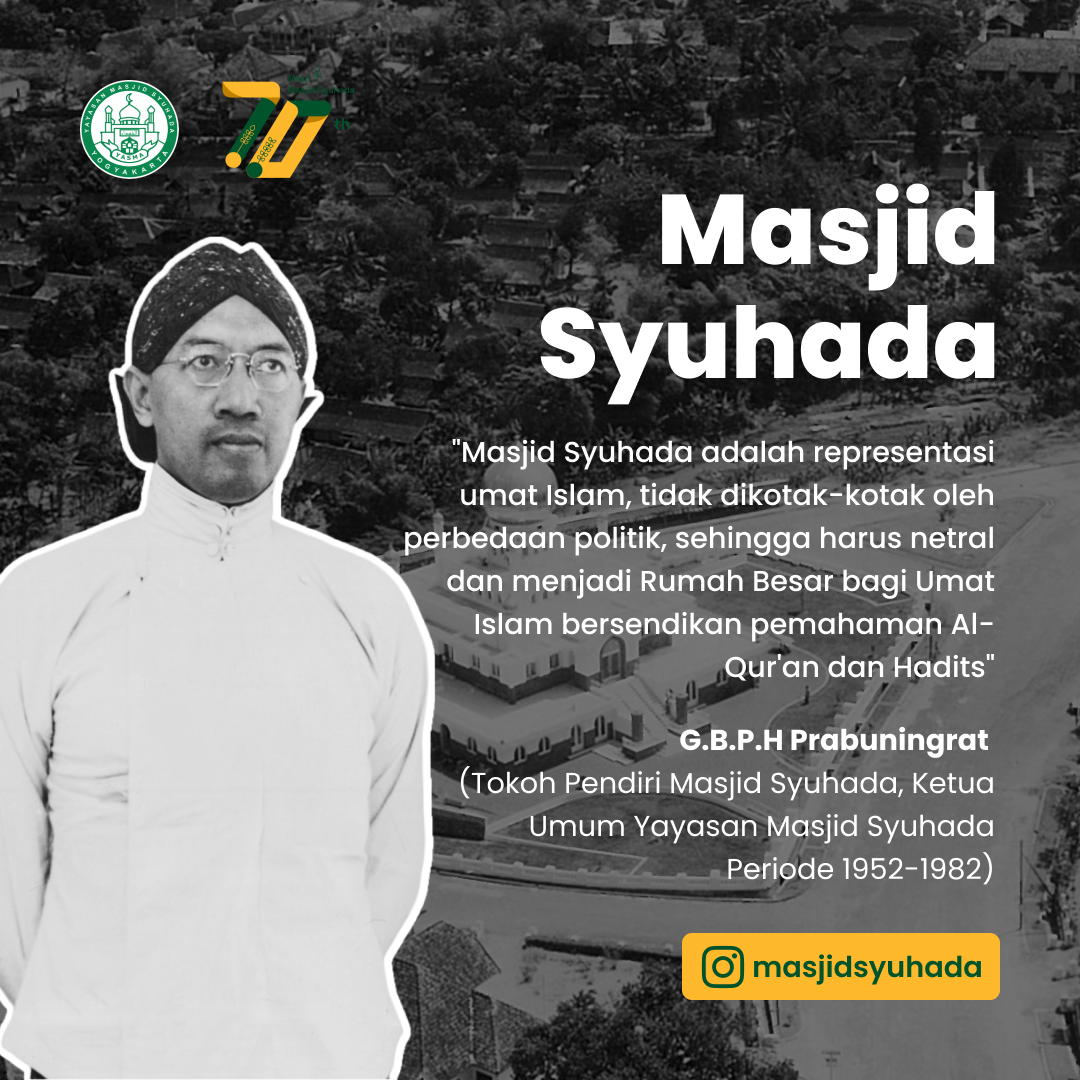 YAYASAN MASJID SYUHADA
YASMA
YOGYAKARTA
70
th
Masjid
Syuhada
"Masjid Syuhada adalah representasi
umat Islam, tidak dikotak-kotak oleh
perbedaan politik, sehingga harus netral
dan menjadi Rumah Besar bagi Umat
Islam bersendikan pemahaman Al-
Qur'an dan Hadits"
G.B.P.H Prabuningrat
(Tokoh Pendiri Masjid Syuhada, Ketua
Umum Yayasan Masjid Syuhada
Periode 1952-1982)
masjidsyuhada